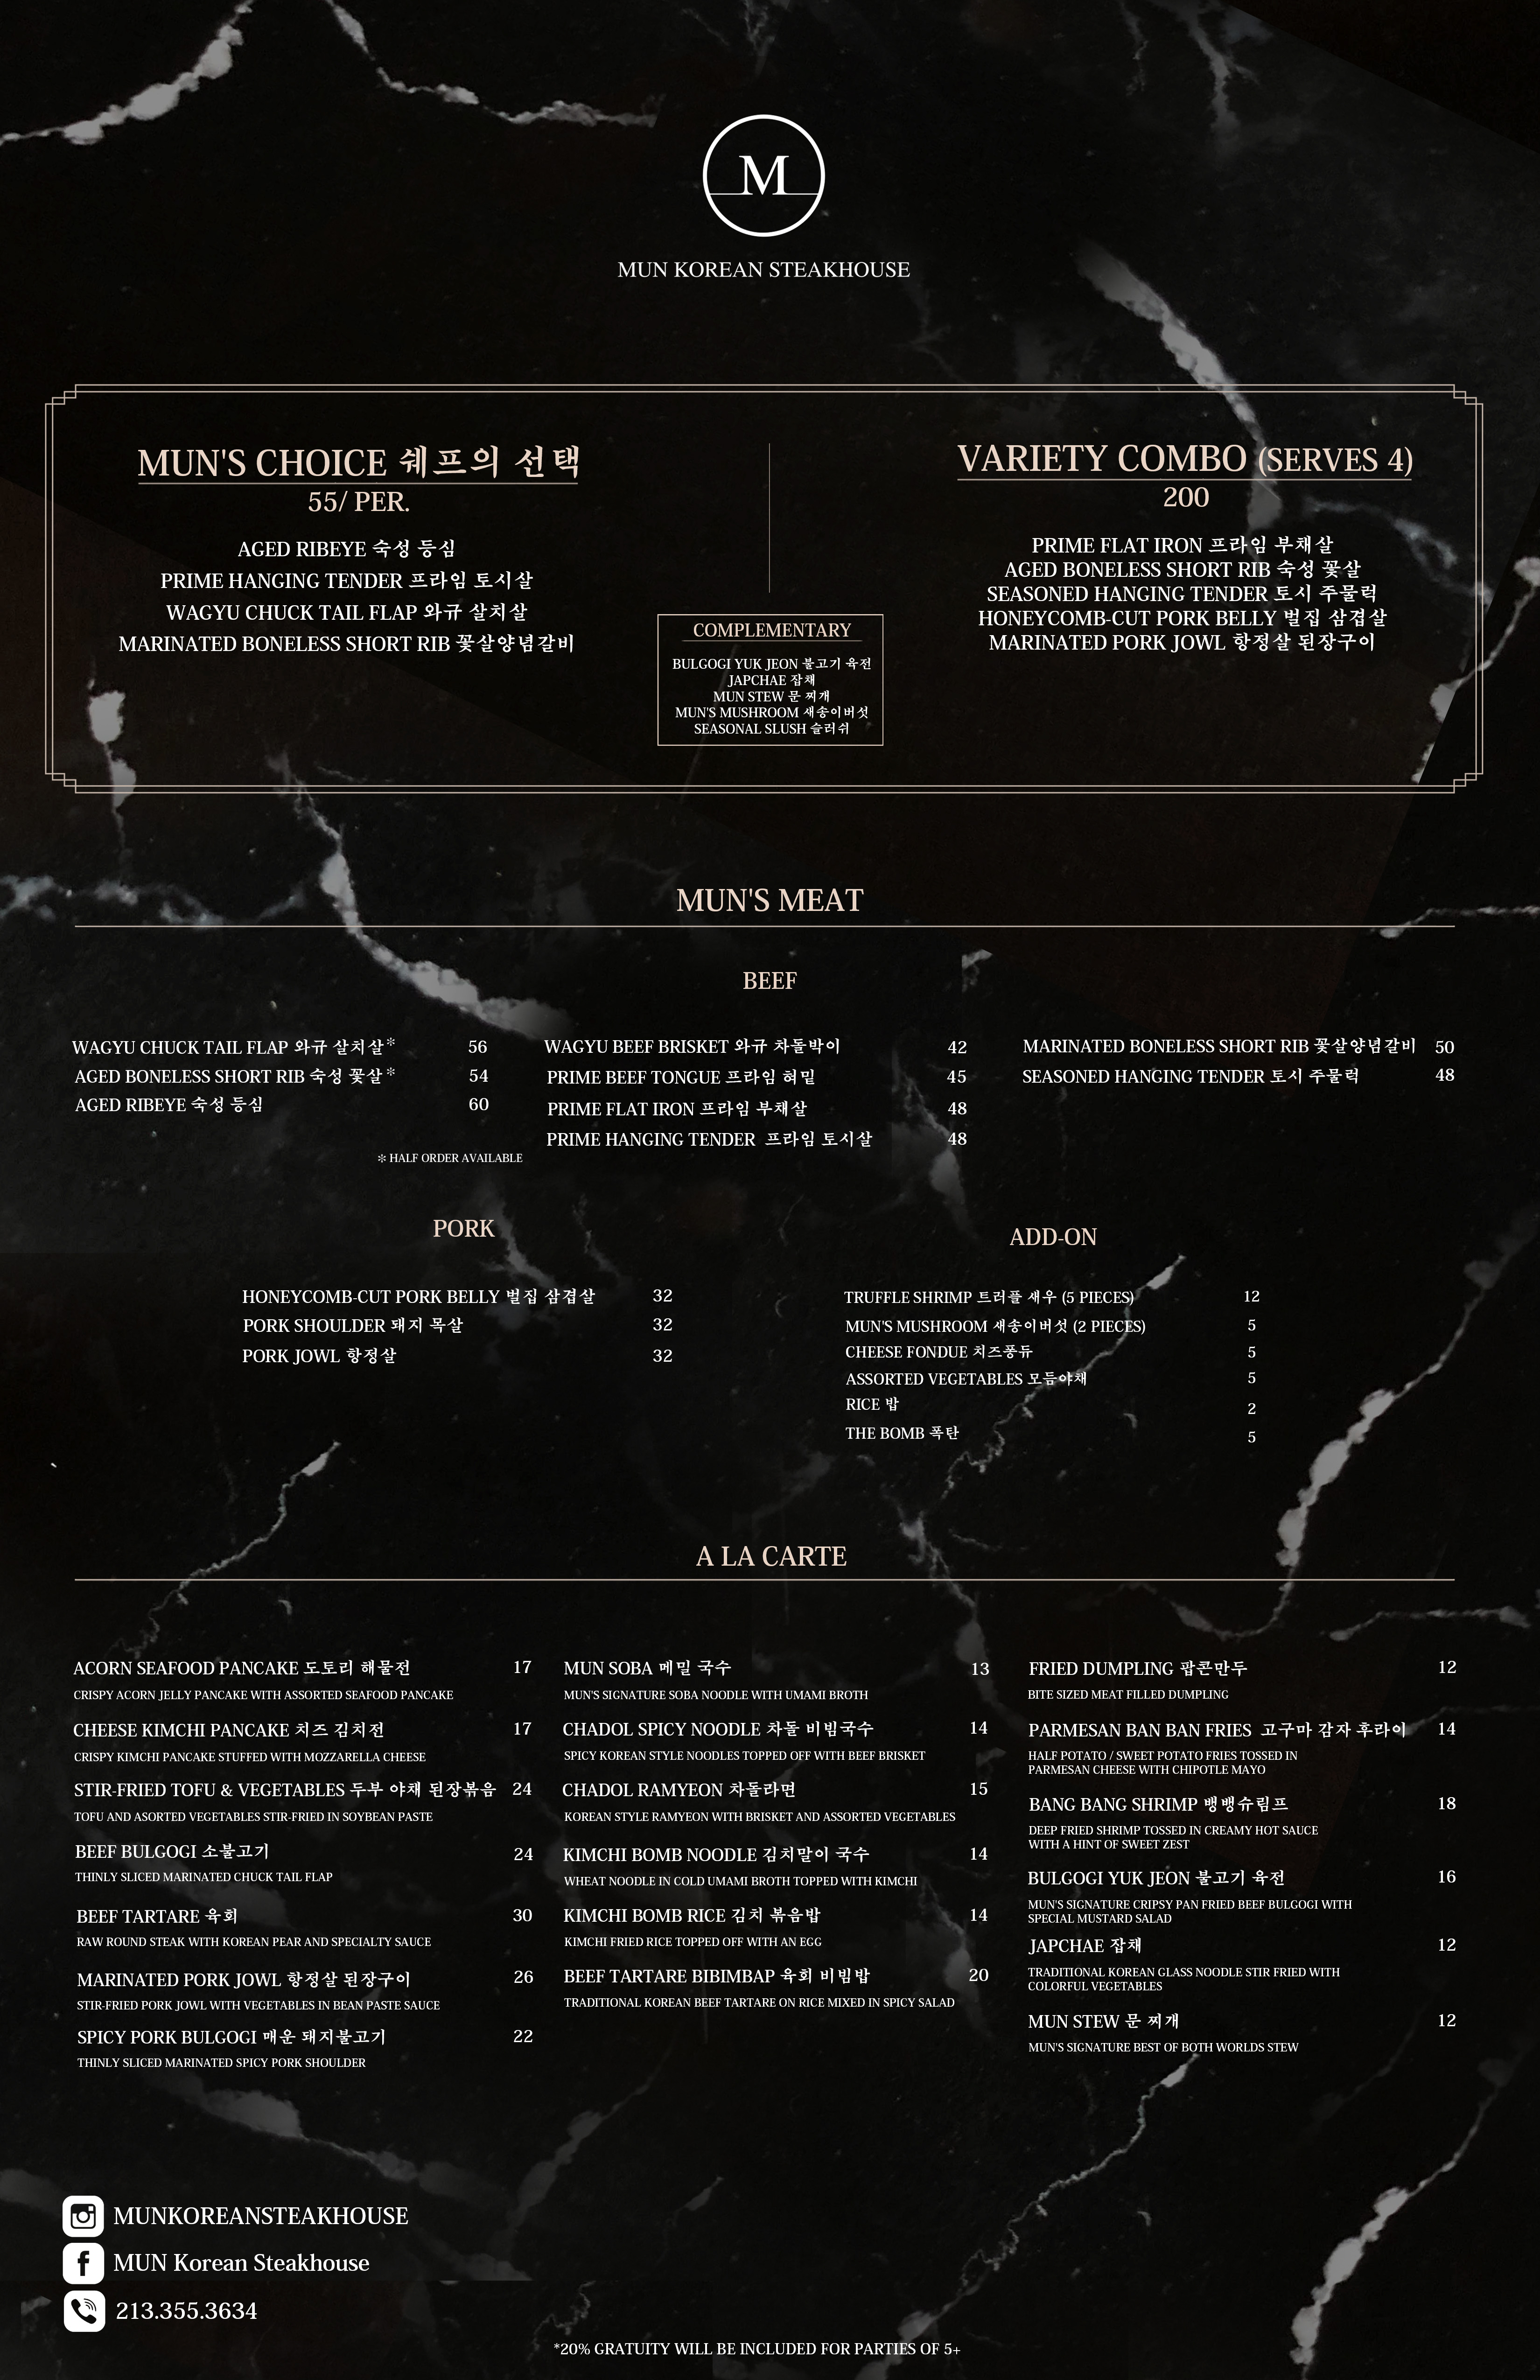 M
MUN KOREAN STEAKHOUSE
MUN'S CHOICE 쉐프의 선택
55/ PER.
AGED RIBEYE 숙성 등심
PRIME HANGING TENDER 프라임 토시살
WAGYU CHUCK TAIL FLAP 와규 살치살
MARINATED BONELESS SHORT RIB 꽃살양념갈비
COMPLEMENTARY
BULGOGI YUK JEON 불고기 육전
JAPCHAE 잡채
MUN STEW 문 찌개
MUN'S MUSHROOM 새송이버섯
SEASONAL SLUSH 슬러쉬
VARIETY COMBO (SERVES 4)
200
PRIME FLAT IRON 프라임 부채살
AGED BONELESS SHORT RIB 숙성 꽃살
SEASONED HANGING TENDER 토시 주물럭
HONEYCOMB-CUT PORK BELLY 벌집 삼겹살
MARINATED PORK JOWL 항정살 된장구이
MUN'S MEAT
BEEF
WAGYU CHUCK TAIL FLAP 와규 살치살* 56
AGED BONELESS SHORT RIB 숙성 꽃살* 54
AGED RIBEYE 숙성 등심 60
* HALF ORDER AVAILABLE
WAGYU BEEF BRISKET 와규 차돌박이 42
PRIME BEEF TONGUE 프라임 혀밑 45
PRIME FLAT IRON 프라임 부채살 48
PRIME HANGING TENDER 프라임 토시살 48
MARINATED BONELESS SHORT RIB 꽃살양념갈비 50
SEASONED HANGING TENDER 토시 주물럭 48
PORK
HONEYCOMB-CUT PORK BELLY 벌집 삼겹살 32
PORK SHOULDER 돼지 목살 32
PORK JOWL 항정살 32
ADD-ON
TRUFFLE SHRIMP 트러플 새우 (5 PIECES) 12
MUN'S MUSHROOM 새송이버섯 (2 PIECES) 5
CHEESE FONDUE 치즈퐁듀 5
ASSORTED VEGETABLES 모듬야채 5
RICE 밥 2
THE BOMB 폭탄 5
A LA CARTE
ACORN SEAFOOD PANCAKE 도토리 해물전 17
CRISPY ACORN JELLY PANCAKE WITH ASSORTED SEAFOOD PANCAKE
CHEESE KIMCHI PANCAKE 치즈 김치전 17
CRISPY KIMCHI PANCAKE STUFFED WITH MOZZARELLA CHEESE
STIR-FRIED TOFU & VEGETABLES 두부 야채 된장볶음 24
TOFU AND ASORTED VEGETABLES STIR-FRIED IN SOYBEAN PASTE
BEEF BULGOGI 소불고기 24
THINLY SLICED MARINATED CHUCK TAIL FLAP
BEEF TARTARE 육회 30
RAW ROUND STEAK WITH KOREAN PEAR AND SPECIALTY SAUCE
MARINATED PORK JOWL 항정살 된장구이 26
STIR-FRIED PORK JOWL WITH VEGETABLES IN BEAN PASTE SAUCE
SPICY PORK BULGOGI 매운 돼지불고기 22
THINLY SLICED MARINATED SPICY PORK SHOULDER
MUN SOBA 메밀 국수 13
MUN'S SIGNATURE SOBA NOODLE WITH UMAMI BROTH
CHADOL SPICY NOODLE 차돌 비빔국수 14
SPICY KOREAN STYLE NOODLES TOPPED OFF WITH BEEF BRISKET
CHADOL RAMYEON 차돌라면 15
KOREAN STYLE RAMYEON WITH BRISKET AND ASSORTED VEGETABLES
KIMCHI BOMB NOODLE 김치말이 국수 14
WHEAT NOODLE IN COLD UMAMI BROTH TOPPED WITH KIMCHI
KIMCHI BOMB RICE 김치 볶음밥 14
KIMCHI FRIED RICE TOPPED OFF WITH AN EGG
BEEF TARTARE BIBIMBAP 육회 비빔밥 20
TRADITIONAL KOREAN BEEF TARTARE ON RICE MIXED IN SPICY SALAD
FRIED DUMPLING 팝콘만두 12
BITE SIZED MEAT FILLED DUMPLING
PARMESAN BAN BAN FRIES 고구마 감자 후라이 14
HALF POTATO / SWEET POTATO FRIES TOSSED IN
PARMESAN CHEESE WITH CHIPOTLE MAYO
BANG BANG SHRIMP 뱅뱅슈림프 18
DEEP FRIED SHRIMP TOSSED IN CREAMY HOT SAUCE
WITH A HINT OF SWEET ZEST
BULGOGI YUK JEON 불고기 육전 16
MUN'S SIGNATURE CRIPSY PAN FRIED BEEF BULGOGI WITH
SPECIAL MUSTARD SALAD
JAPCHAE 잡채 12
TRADITIONAL KOREAN GLASS NOODLE STIR FRIED WITH
COLORFUL VEGETABLES
MUN STEW 문 찌개 12
MUN'S SIGNATURE BEST OF BOTH WORLDS STEW
MUNKOREANSTEAKHOUSE
MUN Korean Steakhouse
213.355.3634
*20% GRATUITY WILL BE INCLUDED FOR PARTIES OF 5+